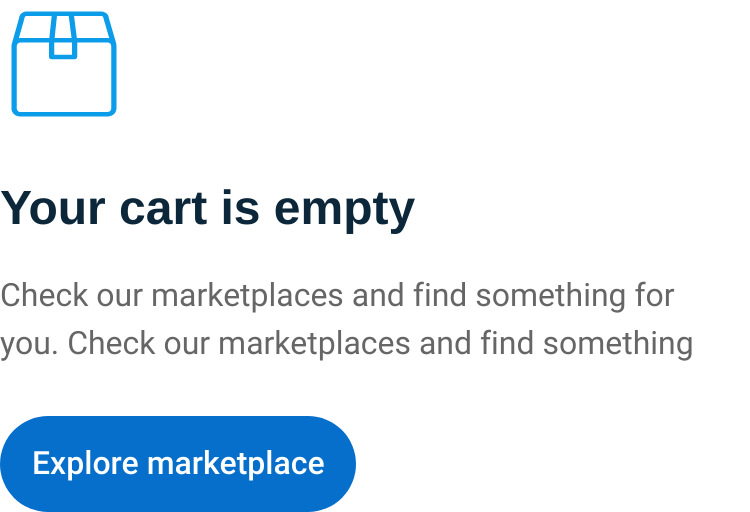 Your cart is empty
Check our marketplaces and find something for
you. Check our marketplaces and find something
Explore marketplace